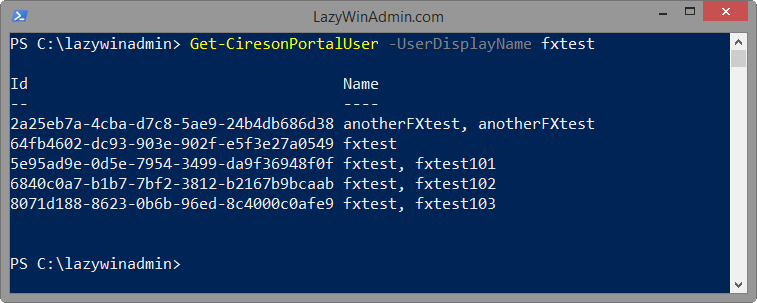 LazyWinAdmin.com
PS C:\lazywinadmin> Get-CiresonPortalUser -UserDisplayName fxtest
Id Name
-- ----
2a25eb7a-4cba-d7c8-5ae9-24b4db686d38 anotherFXtest, anotherFXtest
64fb4602-dc93-903e-902f-e5f3e27a0549 fxtest
5e95ad9e-0d5e-7954-3499-da9f36948f0f fxtest, fxtest101
6840c0a7-b1b7-7bf2-3812-b2167b9bcaab fxtest, fxtest102
8071d188-8623-0b6b-96ed-8c4000c0afe9 fxtest, fxtest103
PS C:\lazywinadmin>